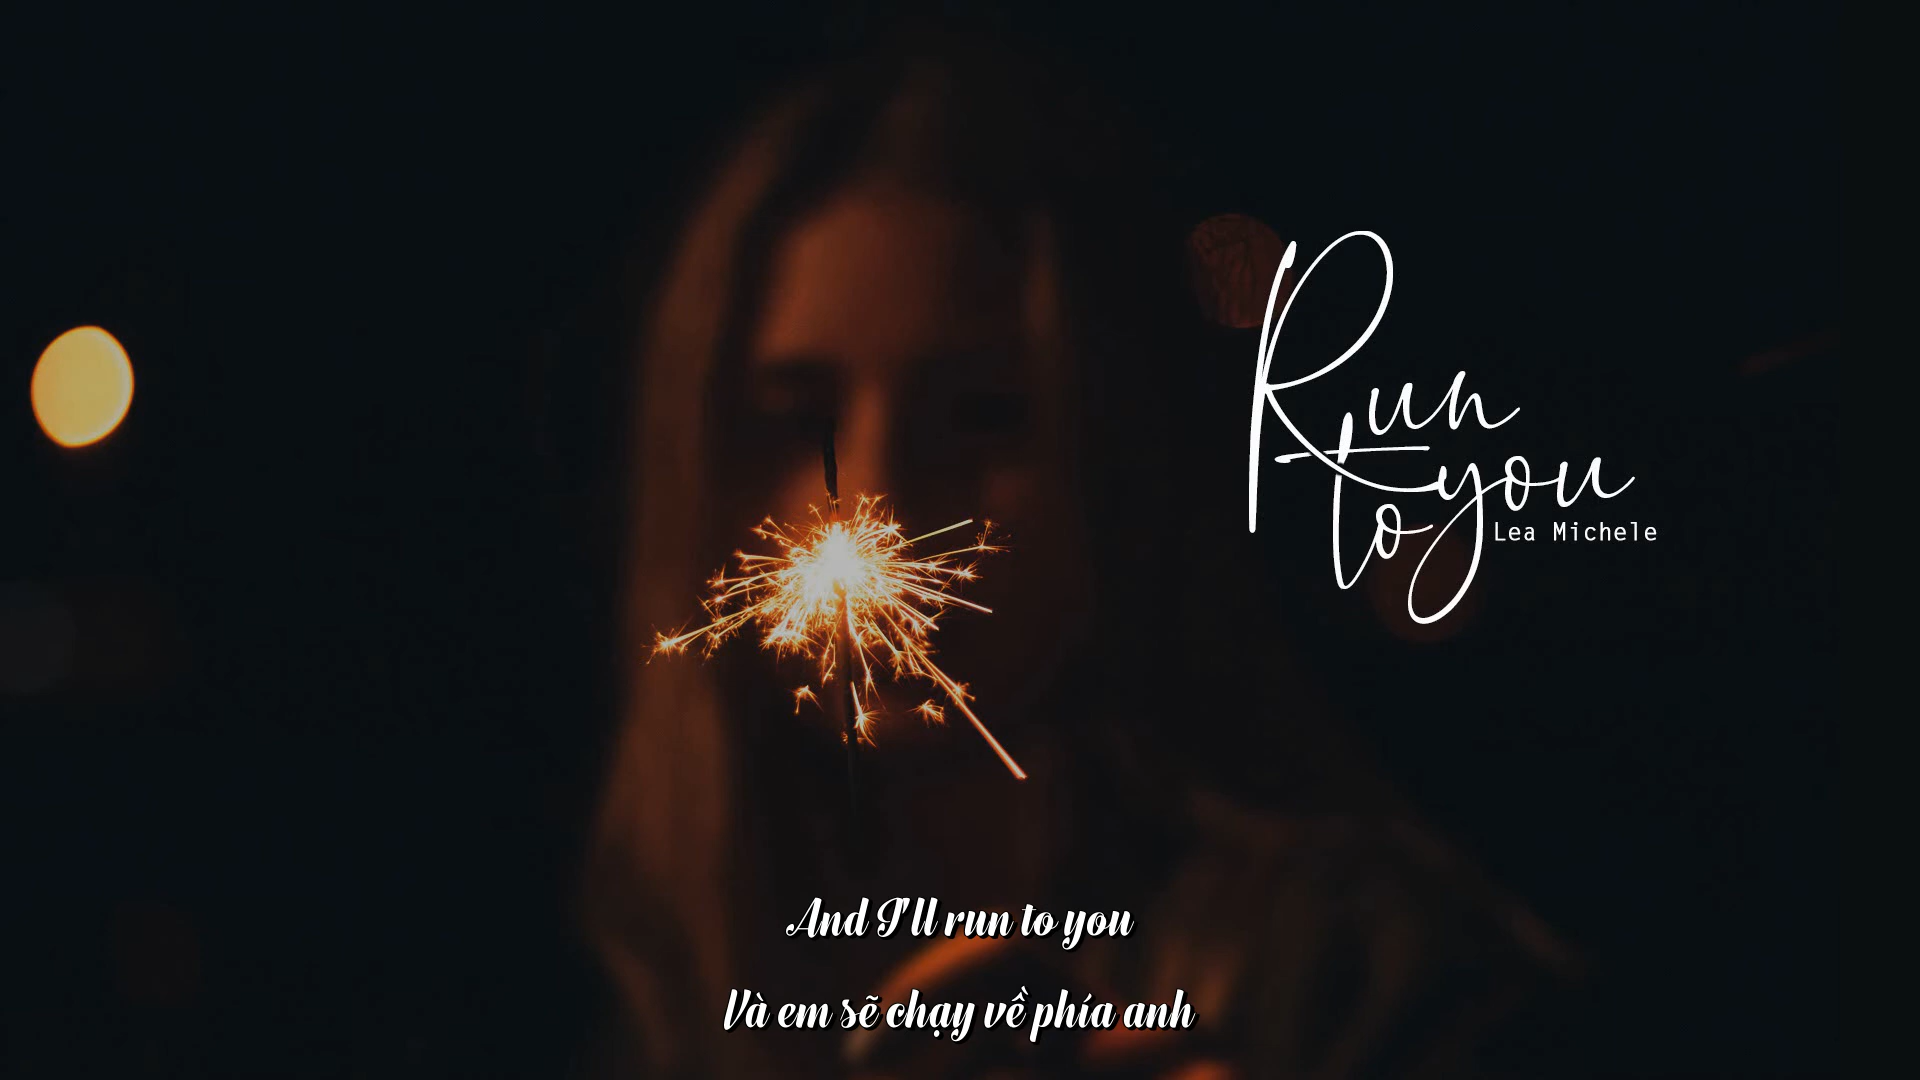 Run
to you
Lea Michele
And I'll run to you
Và em sẽ chạy về phía anh